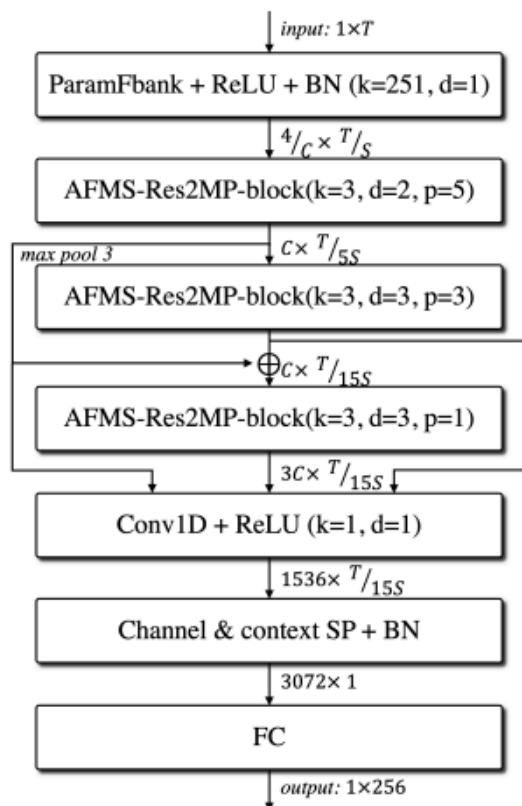 input: 1×T
ParamFbank + ReLU + BN (k=251, d=1)
4/C × T/S
AFMS-Res2MP-block(k=3, d=2, p=5)
max pool 3
C× T/5S
AFMS-Res2MP-block(k=3, d=3, p=3)
C× T/15S
AFMS-Res2MP-block(k=3, d=3, p=1)
3C× T/15S
Conv1D + ReLU (k=1, d=1)
1536× T/15S
Channel & context SP + BN
3072× 1
FC
output: 1×256